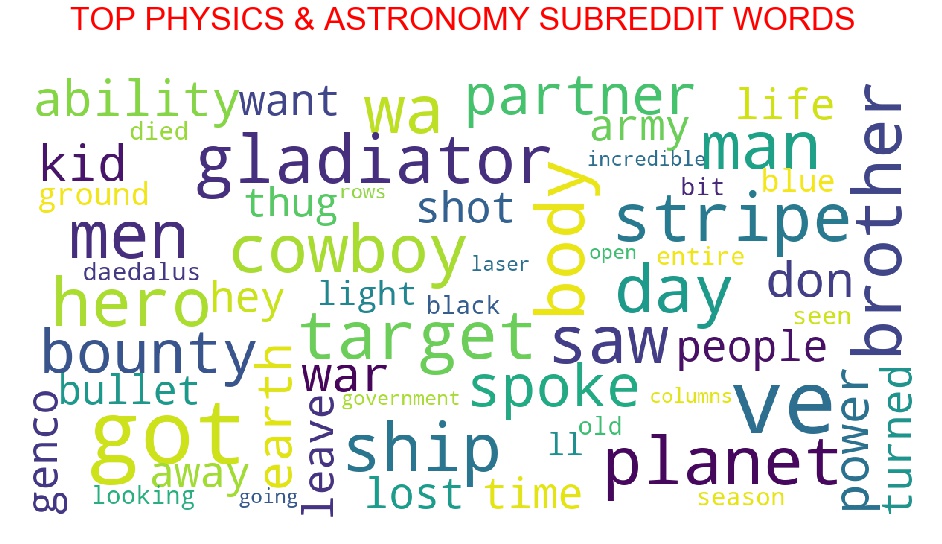 TOP PHYSICS & ASTRONOMY SUBREDDIT WORDS
ability
want
wa
partner
life
died
army
man
kid
gladiator
incredible
brother
ground
thug
rows
shot
body
bit
blue
stripe
men
cowboy
open
entire
daedalus
laser
day
don
hero
hey
light
black
seen
target
saw
people
bounty
war
bullet
earth
spoke
ve
power
turned
genco
got
leave
government
columns
away
ship
ll
old
planet
looking
going
lost
time
season